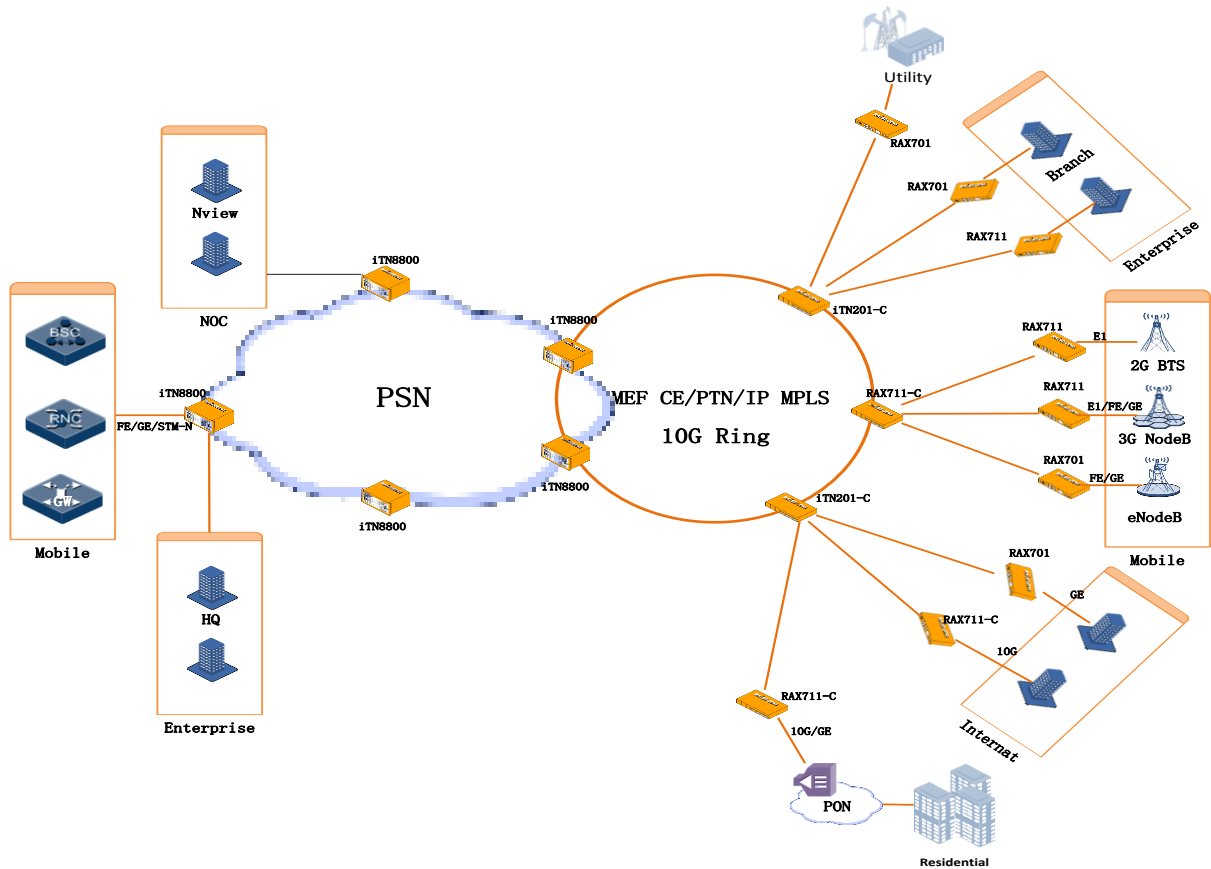 Utility
RAX701
RAX701
Branch
RAX711
Enterprise
Nview
NOC
iTN8800
iTN8800
iTN201-C
BSC
RNC
GW
Mobile
iTN8800
FE/GE/STM-N
PSN
MEF CE/PTN/IP MPLS
10G Ring
RAX711-C
RAX711
E1
2G BTS
RAX711
E1/FE/GE
3G NodeB
RAX701
FE/GE
eNodeB
Mobile
iTN8800
iTN8800
iTN201-C
HQ
Enterprise
RAX701
GE
RAX711-C
10G
Internat
RAX711-C
10G/GE
PON
Residential